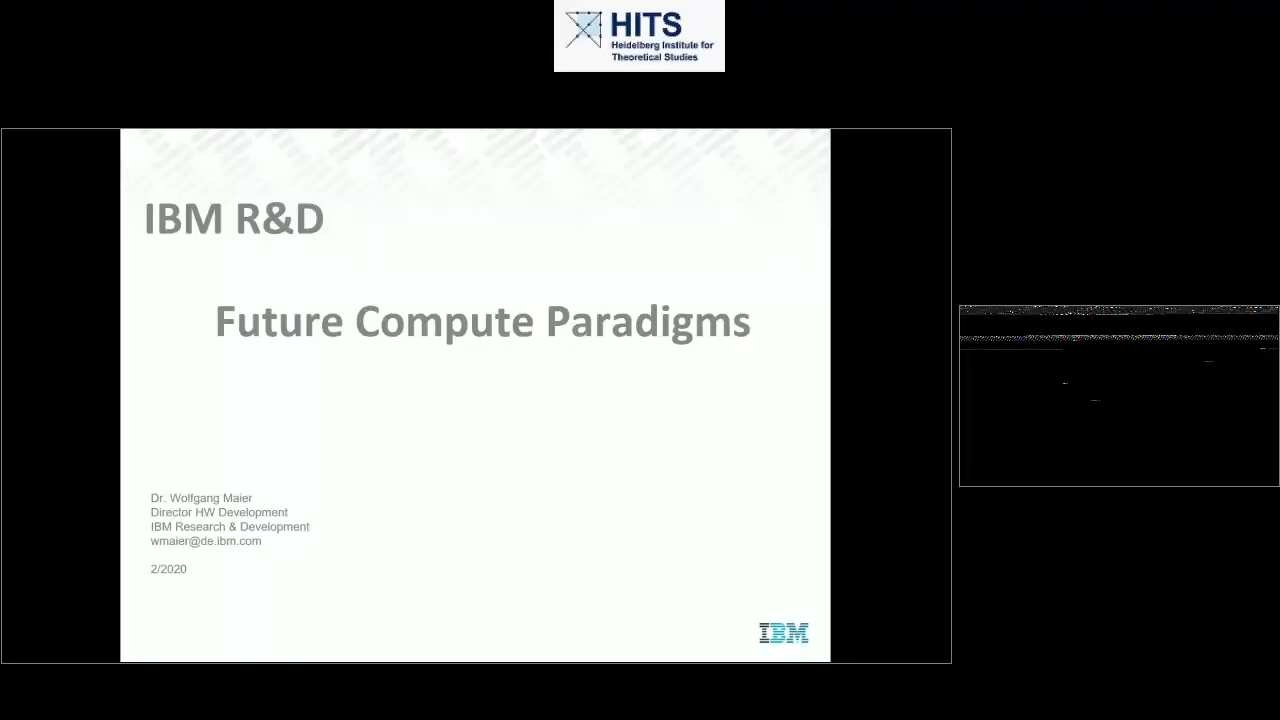 HITS
Heidelberg Institute for
Theoretical Studies
IBM R&D
Future Compute Paradigms
Dr. Wolfgang Maier
Director HW Development
IBM Research & Development
wmaier@de.ibm.com
2/2020
IBM